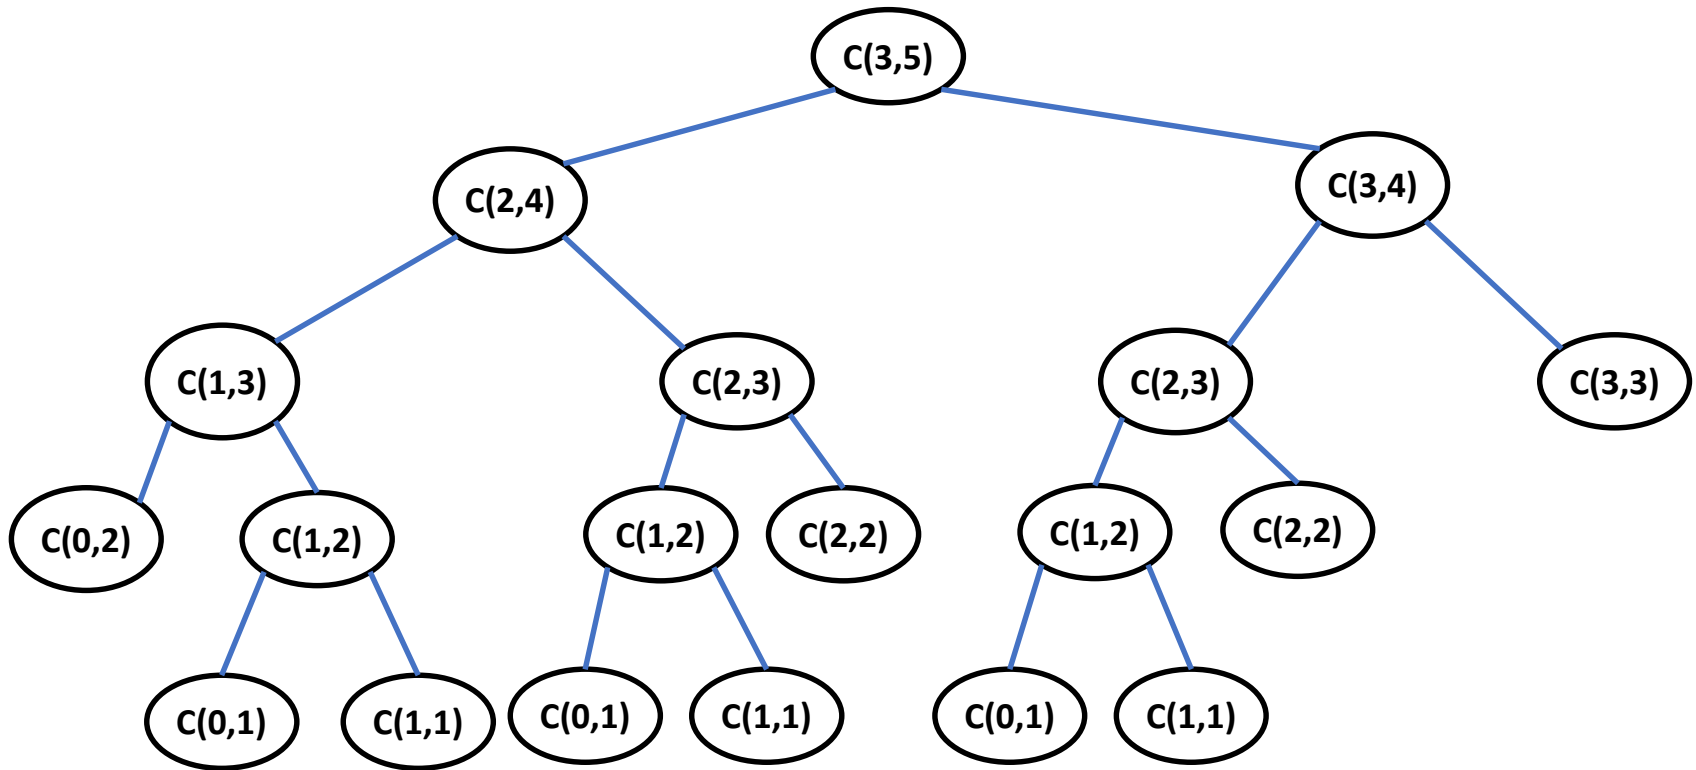 C(3,5)
C(2,4)
C(3,4)
C(1,3)
C(2,3)
C(2,3)
C(3,3)
C(0,2)
C(1,2)
C(1,2)
C(2,2)
C(1,2)
C(2,2)
C(0,1)
C(1,1)
C(0,1)
C(1,1)
C(0,1)
C(1,1)